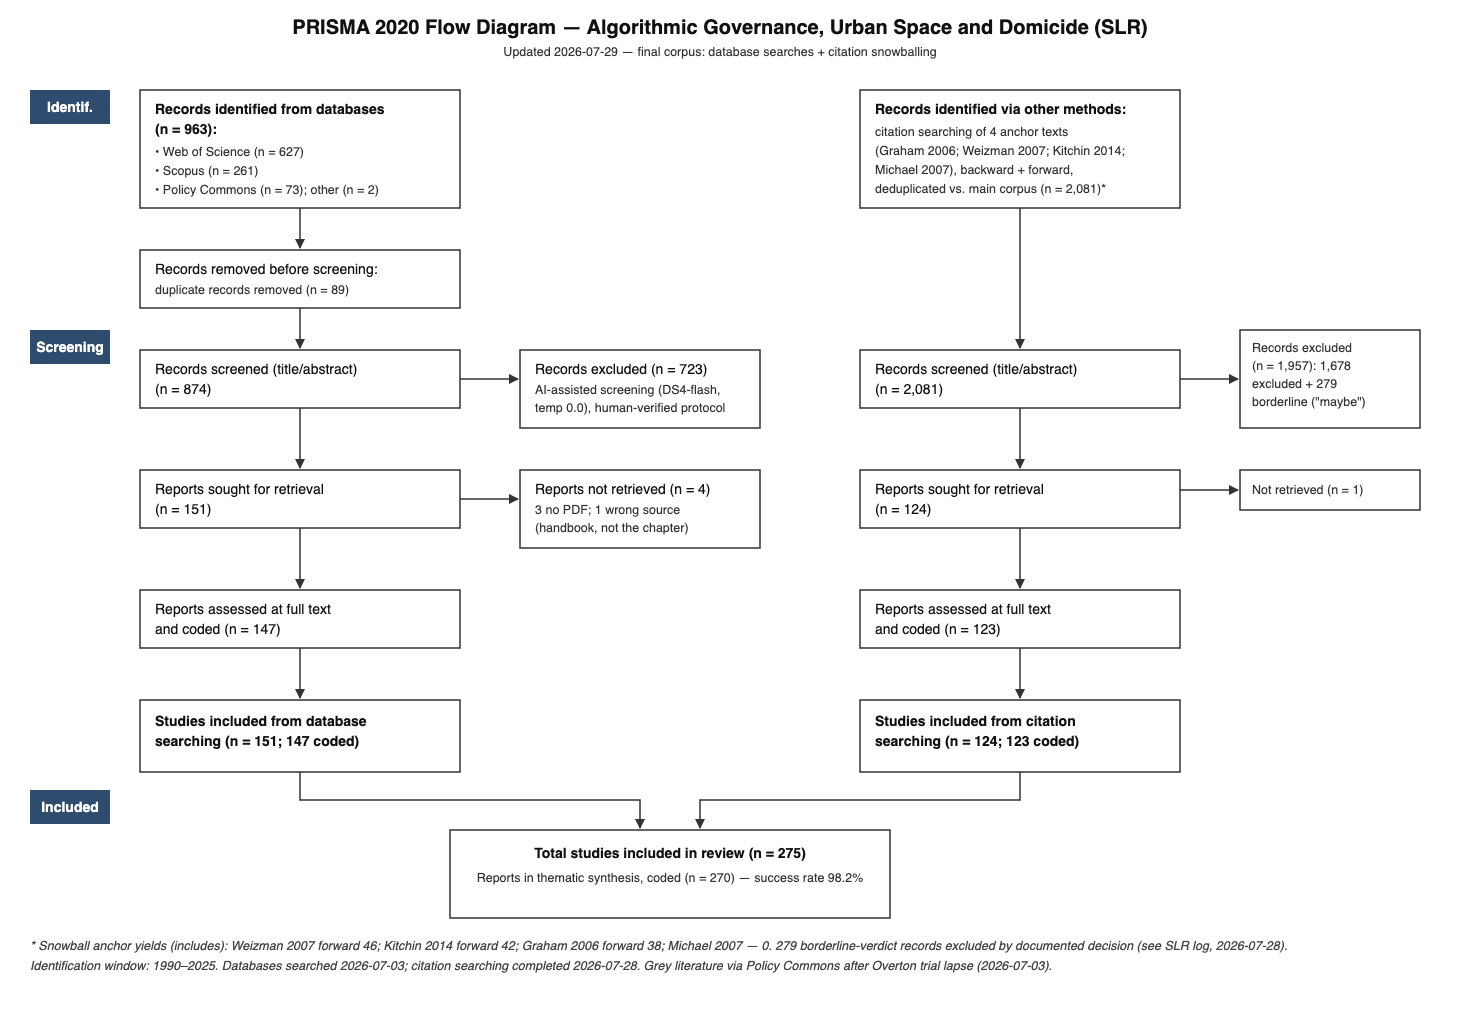 PRISMA 2020 Flow Diagram — Algorithmic Governance, Urban Space and Domicide (SLR)
Updated 2026-07-29 — final corpus: database searches + citation snowballing
Identif.
Records identified from databases
(n = 963):
• Web of Science (n = 627)
• Scopus (n = 261)
• Policy Commons (n = 73); other (n = 2)
Records identified via other methods:
citation searching of 4 anchor texts
(Graham 2006; Weizman 2007; Kitchin 2014;
Michael 2007), backward + forward,
deduplicated vs. main corpus (n = 2,081)*
Records removed before screening:
duplicate records removed (n = 89)
Screening
Records screened (title/abstract)
(n = 874)
Records excluded (n = 723)
AI-assisted screening (DS4-flash,
temp 0.0), human-verified protocol
Records screened (title/abstract)
(n = 2,081)
Records excluded
(n = 1,957): 1,678
excluded + 279
borderline ("maybe")
Reports sought for retrieval
(n = 151)
Reports not retrieved (n = 4)
3 no PDF; 1 wrong source
(handbook, not the chapter)
Reports sought for retrieval
(n = 124)
Not retrieved (n = 1)
Reports assessed at full text
and coded (n = 147)
Reports assessed at full text
and coded (n = 123)
Studies included from database
searching (n = 151; 147 coded)
Studies included from citation
searching (n = 124; 123 coded)
Included
Total studies included in review (n = 275)
Reports in thematic synthesis, coded (n = 270) — success rate 98.2%
* Snowball anchor yields (includes): Weizman 2007 forward 46; Kitchin 2014 forward 42; Graham 2006 forward 38; Michael 2007 — 0. 279 borderline-verdict records excluded by documented decision (see SLR log, 2026-07-28).
Identification window: 1990–2025. Databases searched 2026-07-03; citation searching completed 2026-07-28. Grey literature via Policy Commons after Overton trial lapse (2026-07-03).